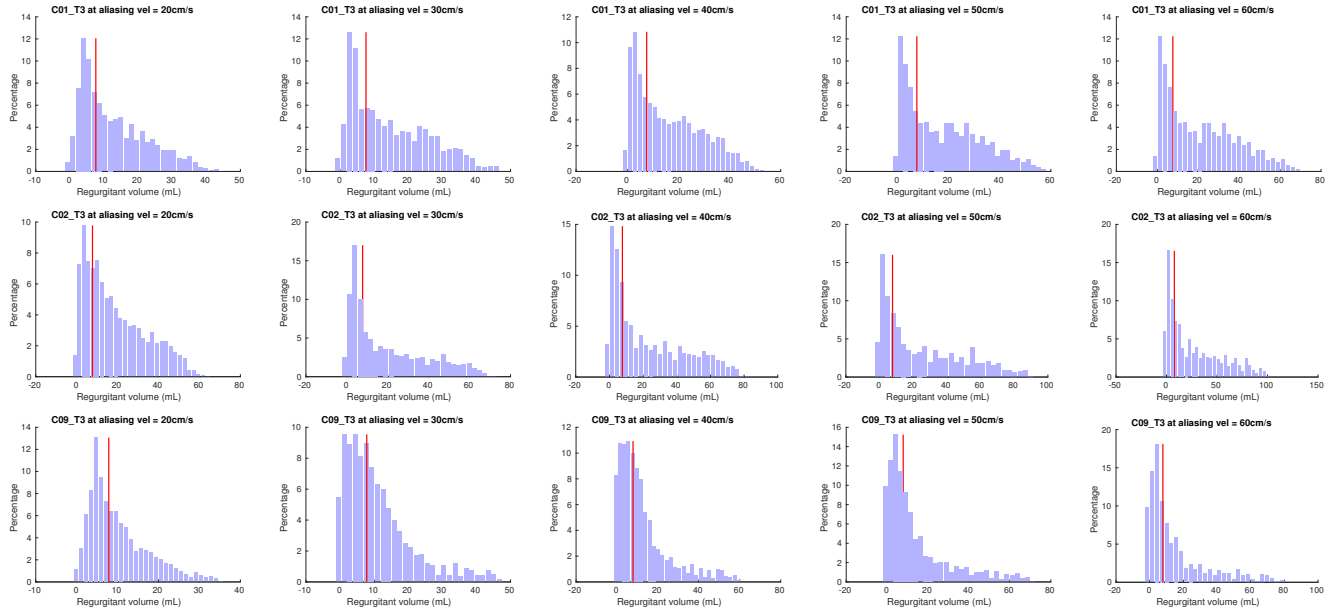 C01_T3 at aliasing vel = 20cm/s
C01_T3 at aliasing vel = 30cm/s
C01_T3 at aliasing vel = 40cm/s
C01_T3 at aliasing vel = 50cm/s
C01_T3 at aliasing vel = 60cm/s
14
12
10
8
6
4
2
0
Percentage
-10 0 10 20 30 40 50
Regurgitant volume (mL)
14
12
10
8
6
4
2
0
Percentage
-10 0 10 20 30 40 50
Regurgitant volume (mL)
12
10
8
6
4
2
0
Percentage
-20 0 20 40 60
Regurgitant volume (mL)
14
12
10
8
6
4
2
0
Percentage
-20 -10 0 10 20 30 40 50 60
Regurgitant volume (mL)
14
12
10
8
6
4
2
0
Percentage
-20 0 20 40 60 80
Regurgitant volume (mL)
C02_T3 at aliasing vel = 20cm/s
C02_T3 at aliasing vel = 30cm/s
C02_T3 at aliasing vel = 40cm/s
C02_T3 at aliasing vel = 50cm/s
C02_T3 at aliasing vel = 60cm/s
10
8
6
4
2
0
Percentage
-20 0 20 40 60 80
Regurgitant volume (mL)
20
15
10
5
0
Percentage
-20 0 20 40 60 80
Regurgitant volume (mL)
15
10
5
0
Percentage
-20 0 20 40 60 80 100
Regurgitant volume (mL)
20
15
10
5
0
Percentage
-20 0 20 40 60 80 100
Regurgitant volume (mL)
20
15
10
5
0
Percentage
-50 0 50 100 150
Regurgitant volume (mL)
C09_T3 at aliasing vel = 20cm/s
C09_T3 at aliasing vel = 30cm/s
C09_T3 at aliasing vel = 40cm/s
C09_T3 at aliasing vel = 50cm/s
C09_T3 at aliasing vel = 60cm/s
14
12
10
8
6
4
2
0
Percentage
-10 0 10 20 30 40
Regurgitant volume (mL)
10
8
6
4
2
0
Percentage
-10 0 10 20 30 40 50
Regurgitant volume (mL)
12
10
8
6
4
2
0
Percentage
-20 0 20 40 60 80
Regurgitant volume (mL)
16
14
12
10
8
6
4
2
0
Percentage
-20 0 20 40 60 80
Regurgitant volume (mL)
20
15
10
5
0
Percentage
-20 0 20 40 60 80 100
Regurgitant volume (mL)